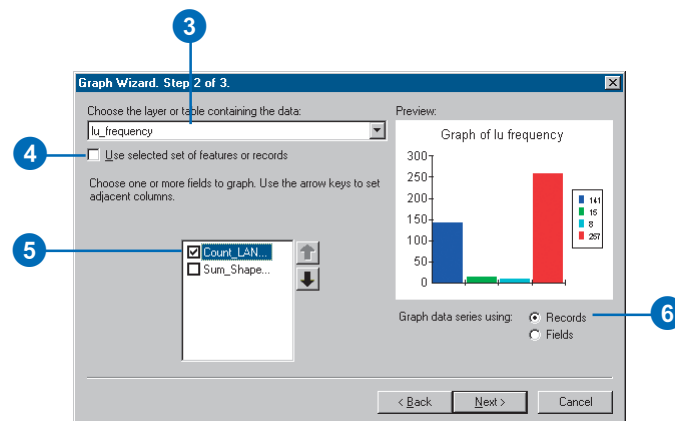 3
Graph Wizard. Step 2 of 3.
Choose the layer or table containing the data:
lu_frequency
4
Use selected set of features or records
Choose one or more fields to graph. Use the arrow keys to set
adjacent columns.
5
Count_LAN...
Sum_Shape...
Preview:
Graph of lu frequency
300
250
200
150
100
50
0
141
15
8
257
Graph data series using:
Records
Fields
6
< Back
Next >
Cancel